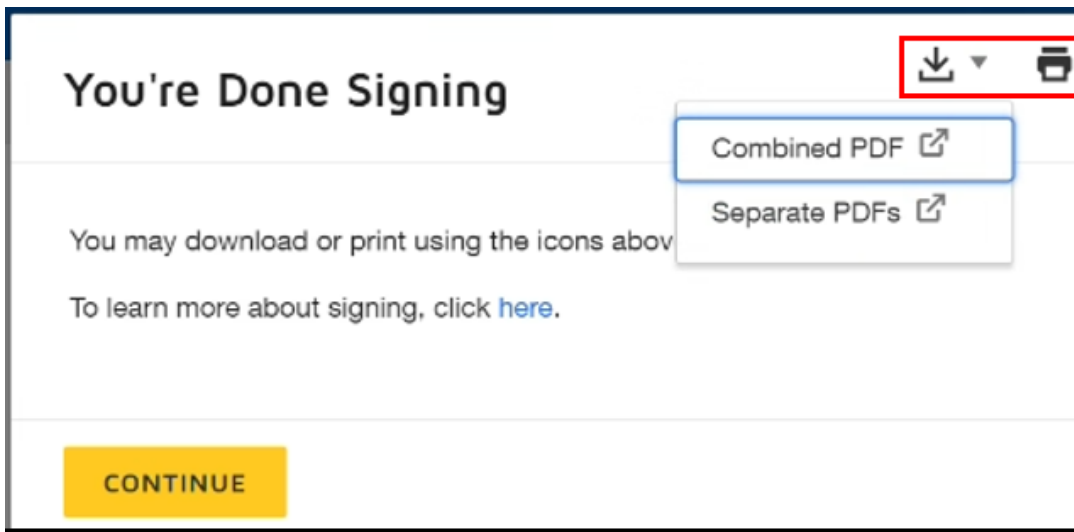 You're Done Signing
Combined PDF
Separate PDFs
You may download or print using the icons abov
To learn more about signing, click here.
CONTINUE